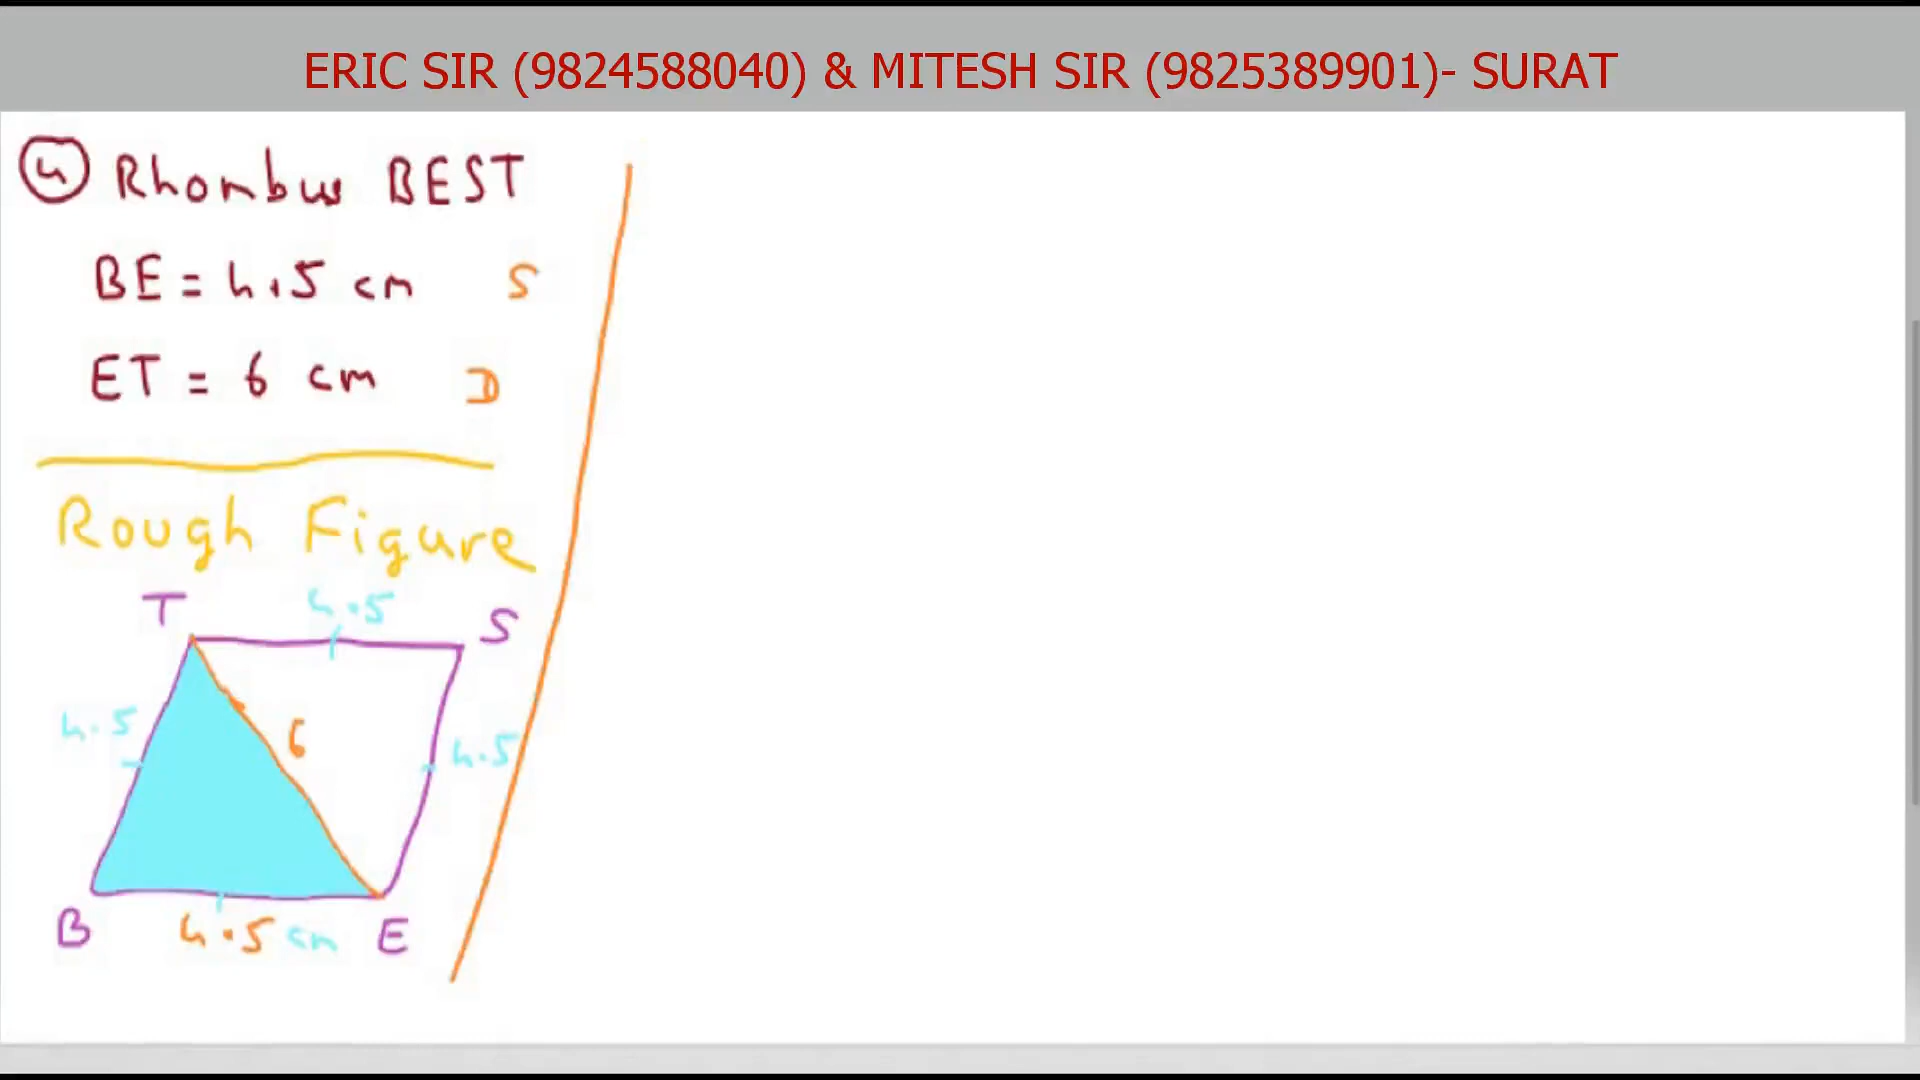 ERIC SIR (9824588040) & MITESH SIR (9825389901)- SURAT
4 Rhombus BEST
BE = 4.5 cm S
ET = 6 cm D
Rough Figure
T 4.5 S
4.5 6 4.5
B 4.5 cm E